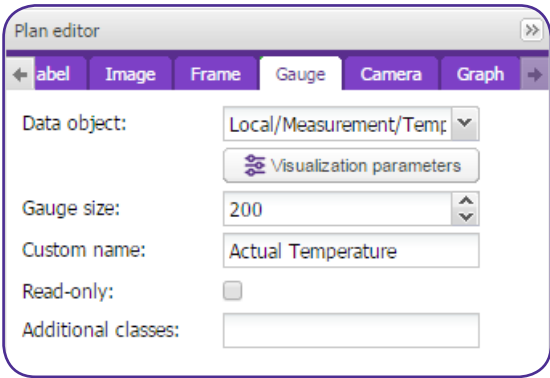 Plan editor
abel Image Frame Gauge Camera Graph
Data object: Local/Measurement/Temp
Visualization parameters
Gauge size: 200
Custom name: Actual Temperature
Read-only:
Additional classes: